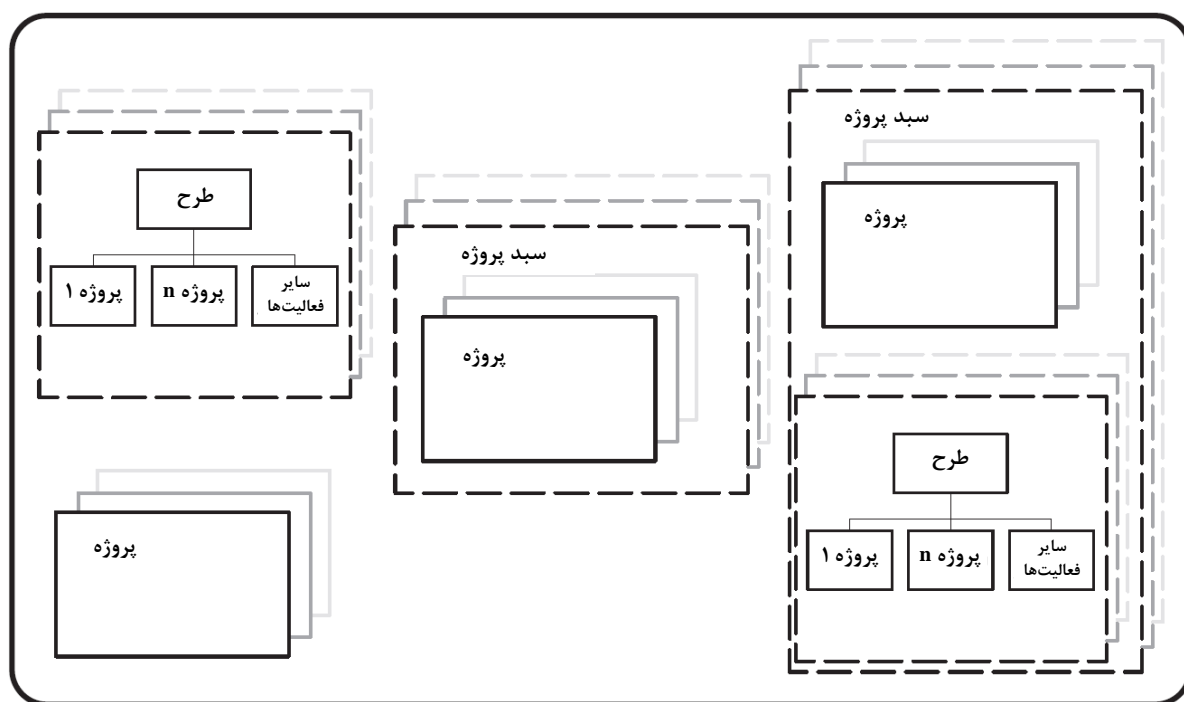 سبد پروژه
پروژه
طرح
پروژه ۱
پروژه n
سایر
فعالیت‌ها
سبد پروژه
پروژه
طرح
پروژه ۱
پروژه n
سایر
فعالیت‌ها
پروژه